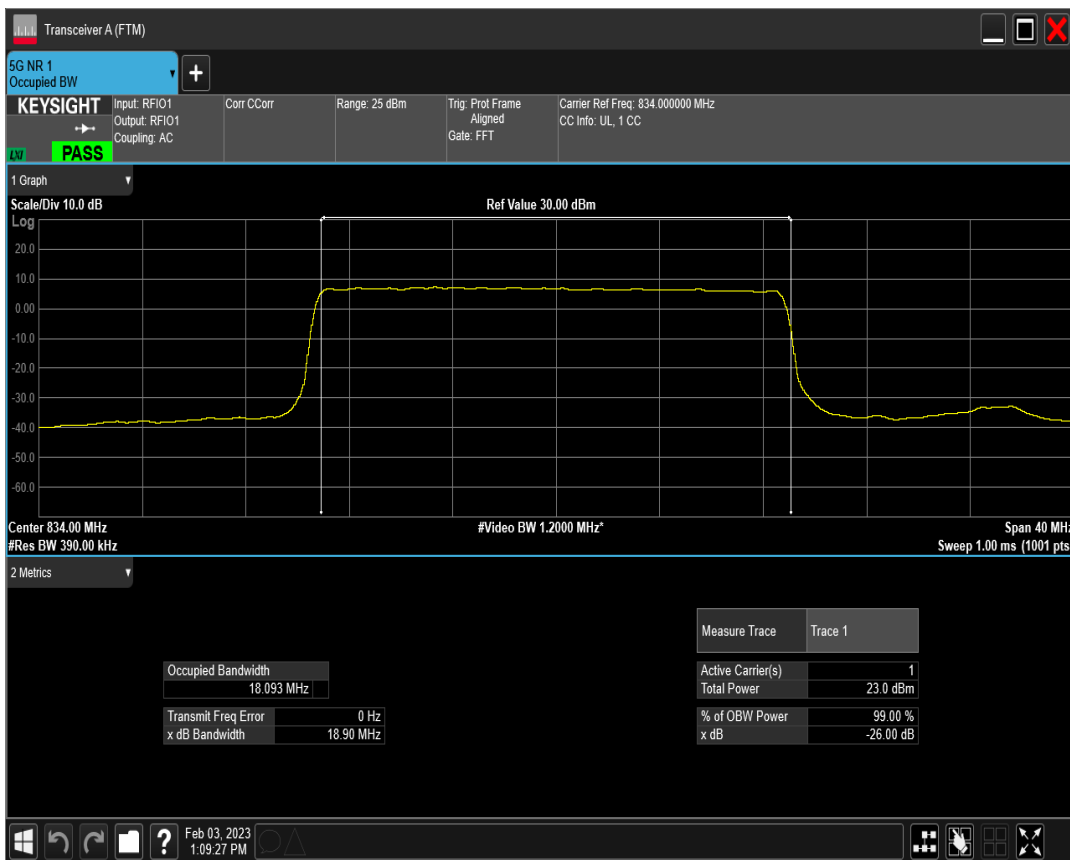 Transceiver A (FTM)
5G NR 1
Occupied BW
+
KEYSIGHT
LXI
PASS
Input: RFIO1
Output: RFIO1
Coupling: AC
Corr CCorr
Range: 25 dBm
Trig: Prot Frame
Aligned
Gate: FFT
Carrier Ref Freq: 834.000000 MHz
CC Info: UL, 1 CC
1 Graph
Scale/Div 10.0 dB
Ref Value 30.00 dBm
Log
20.0
10.0
0.00
-10.0
-20.0
-30.0
-40.0
-50.0
-60.0
Center 834.00 MHz
#Video BW 1.2000 MHz*
Span 40 MHz
#Res BW 390.00 kHz
Sweep 1.00 ms (1001 pts
2 Metrics
Measure Trace Trace 1
Occupied Bandwidth
18.093 MHz
Active Carrier(s) 1
Total Power 23.0 dBm
Transmit Freq Error 0 Hz
x dB Bandwidth 18.90 MHz
% of OBW Power 99.00 %
x dB -26.00 dB
?
Feb 03, 2023
1:09:27 PM